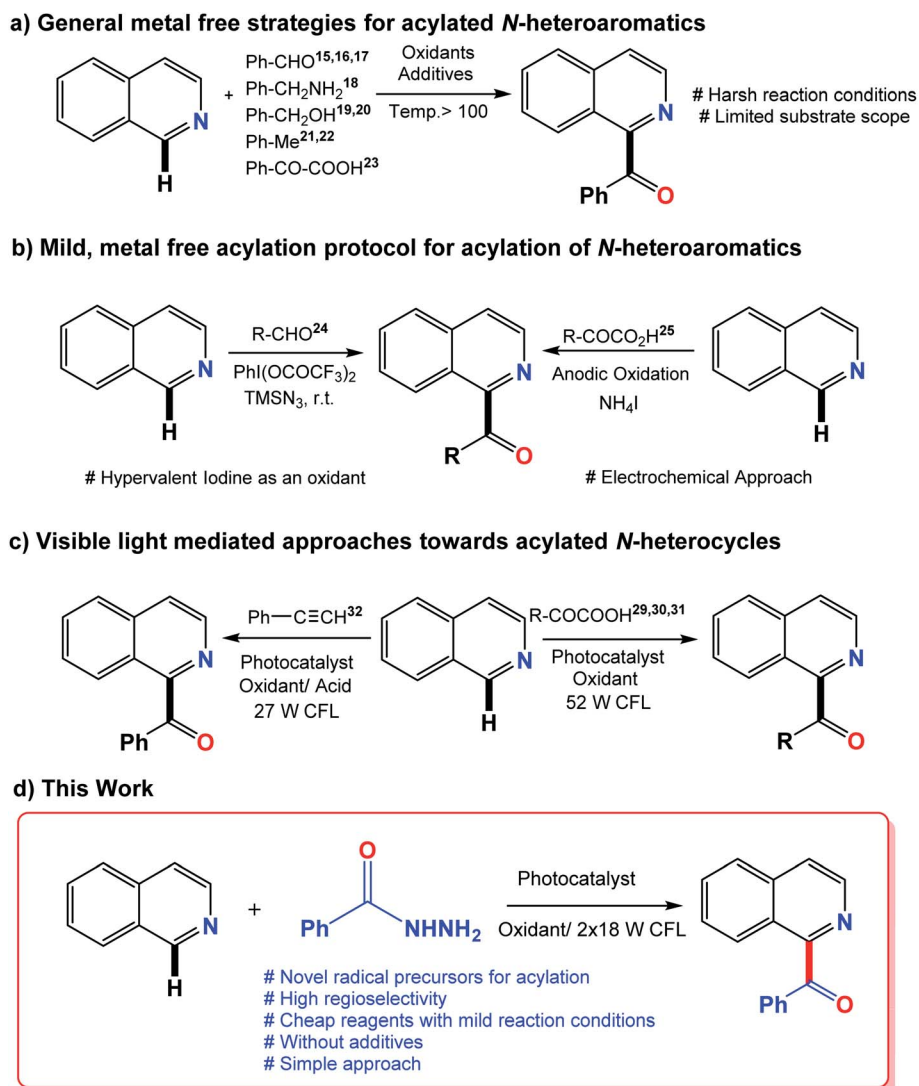 a) General metal free strategies for acylated N-heteroaromatics
Ph-CHO15,16,17
Ph-CH2NH218
Ph-CH2OH19,20
Ph-Me21,22
Ph-CO-COOH23
+
Oxidants
Additives
Temp.> 100
N
H
N
Ph
O
# Harsh reaction conditions
# Limited substrate scope
b) Mild, metal free acylation protocol for acylation of N-heteroaromatics
N
H
R-CHO24
PhI(OCOCF3)2
TMSN3, r.t.
N
R
O
R-COCO2H25
Anodic Oxidation
NH4I
N
H
# Hypervalent Iodine as an oxidant
# Electrochemical Approach
c) Visible light mediated approaches towards acylated N-heterocycles
N
Ph
O
Ph—C≡CH32
Photocatalyst
Oxidant/ Acid
27 W CFL
N
H
R-COCOOH29,30,31
Photocatalyst
Oxidant
52 W CFL
N
R
O
d) This Work
N
H
+
O
Ph
NHNH2
Photocatalyst
Oxidant/ 2x18 W CFL
N
Ph
O
# Novel radical precursors for acylation
# High regioselectivity
# Cheap reagents with mild reaction conditions
# Without additives
# Simple approach